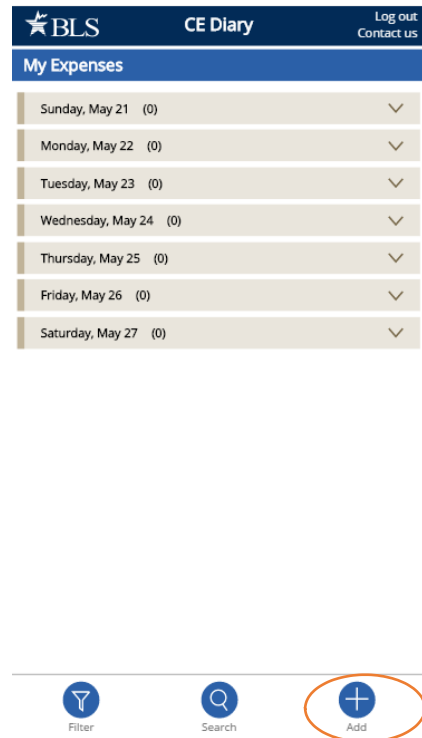 BLS CE Diary Log out
Contact us
My Expenses
Sunday, May 21 (0)
Monday, May 22 (0)
Tuesday, May 23 (0)
Wednesday, May 24 (0)
Thursday, May 25 (0)
Friday, May 26 (0)
Saturday, May 27 (0)
Filter Search Add